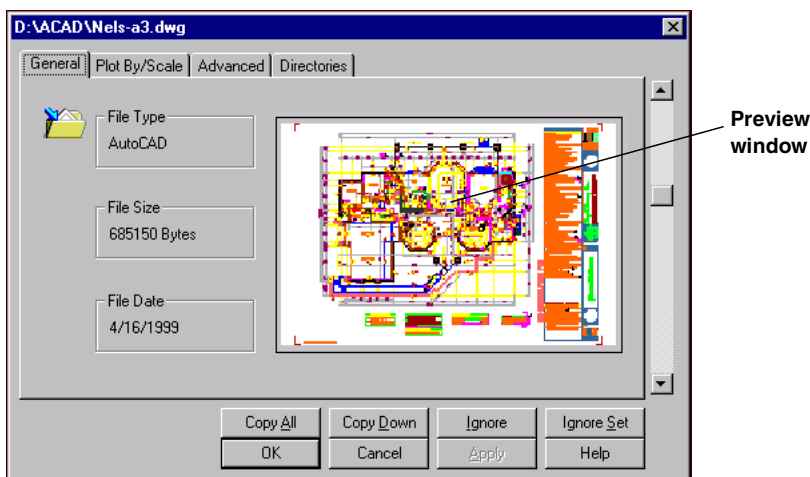 D:\ACAD\Nels-a3.dwg
General Plot By/Scale Advanced Directories
File Type
AutoCAD
File Size
685150 Bytes
File Date
4/16/1999
Preview
window
Copy All Copy Down Ignore Ignore Set
OK Cancel Apply Help